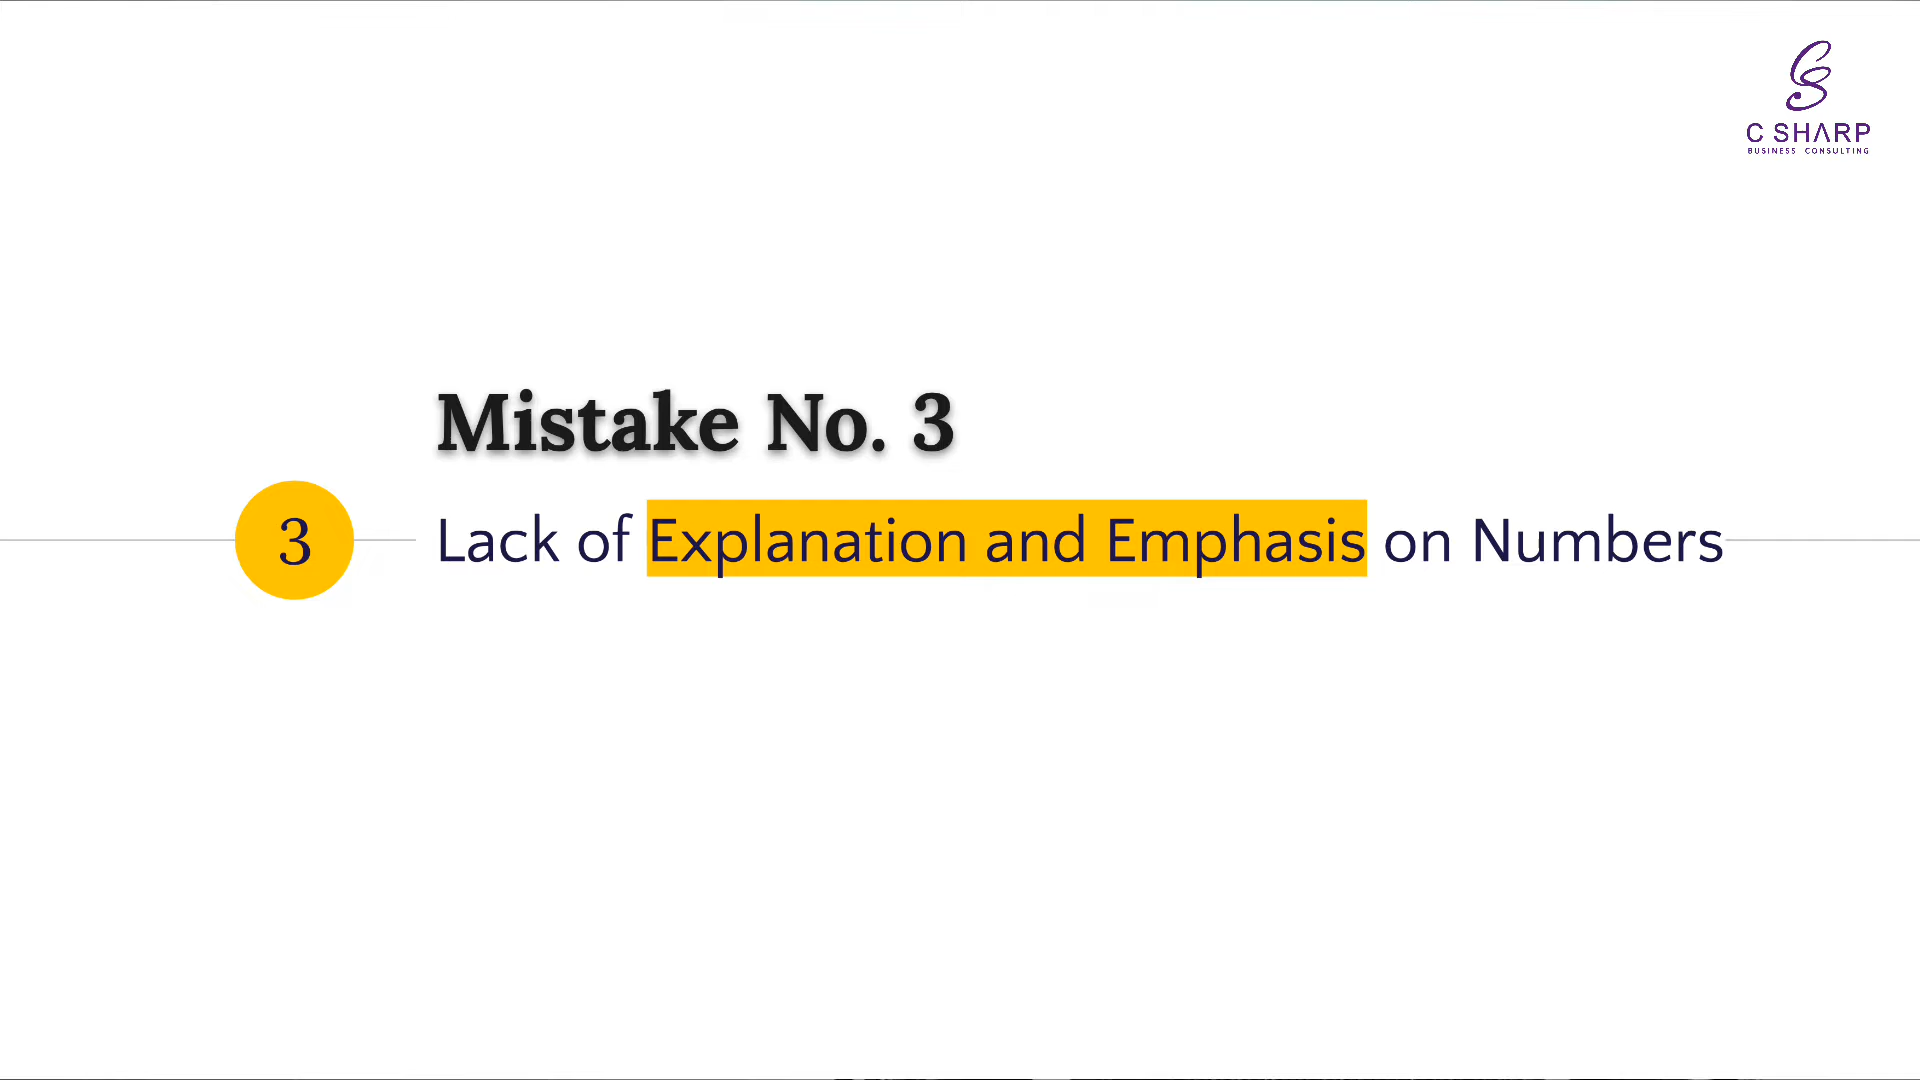 C SHARP
BUSINESS CONSULTING
Mistake No. 3
3
Lack of Explanation and Emphasis on Numbers